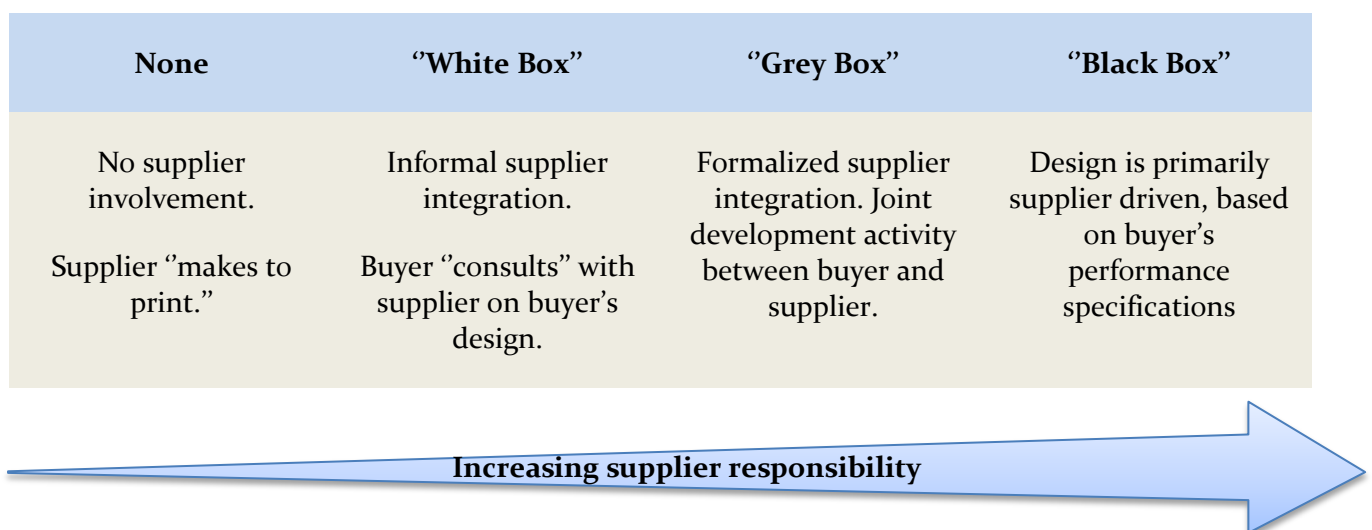 None
‘’White Box’’
‘’Grey Box’’
‘’Black Box’’
No supplier
involvement.
Supplier ‘’makes to
print.’’
Informal supplier
integration.
Buyer ‘’consults’’ with
supplier on buyer’s
design.
Formalized supplier
integration. Joint
development activity
between buyer and
supplier.
Design is primarily
supplier driven, based
on buyer’s
performance
specifications
Increasing supplier responsibility